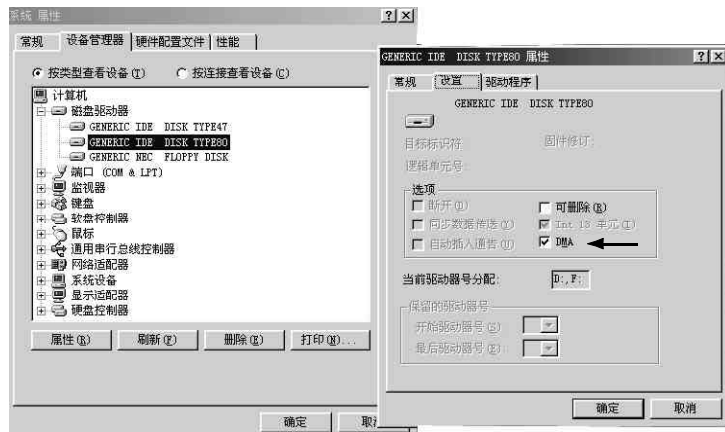 系统 属性
常规 设备管理器 硬件配置文件 性能
按类型查看设备(T) 按连接查看设备(C)
计算机
磁盘驱动器
GENERIC IDE DISK TYPE47
GENERIC IDE DISK TYPE80
GENERIC NEC FLOPPY DISK
端口 (COM & LPT)
监视器
键盘
软盘控制器
鼠标
通用串行总线控制器
网络适配器
系统设备
显示适配器
硬盘控制器
属性(R) 刷新(F) 删除(E) 打印(N)...
确定 取消
GENERIC IDE DISK TYPE80 属性
常规 设置 驱动程序
GENERIC IDE DISK TYPE80
目标标识符: 固件修订:
逻辑单元号:
选项
断开(D) 可删除(R)
同步数据传送(Y) Int 13 单元(I)
自动插入通告(U) DMA
当前驱动器号分配: D:,F:
保留的驱动器号
开始驱动器号(S)
最后驱动器号(E)
确定 取消